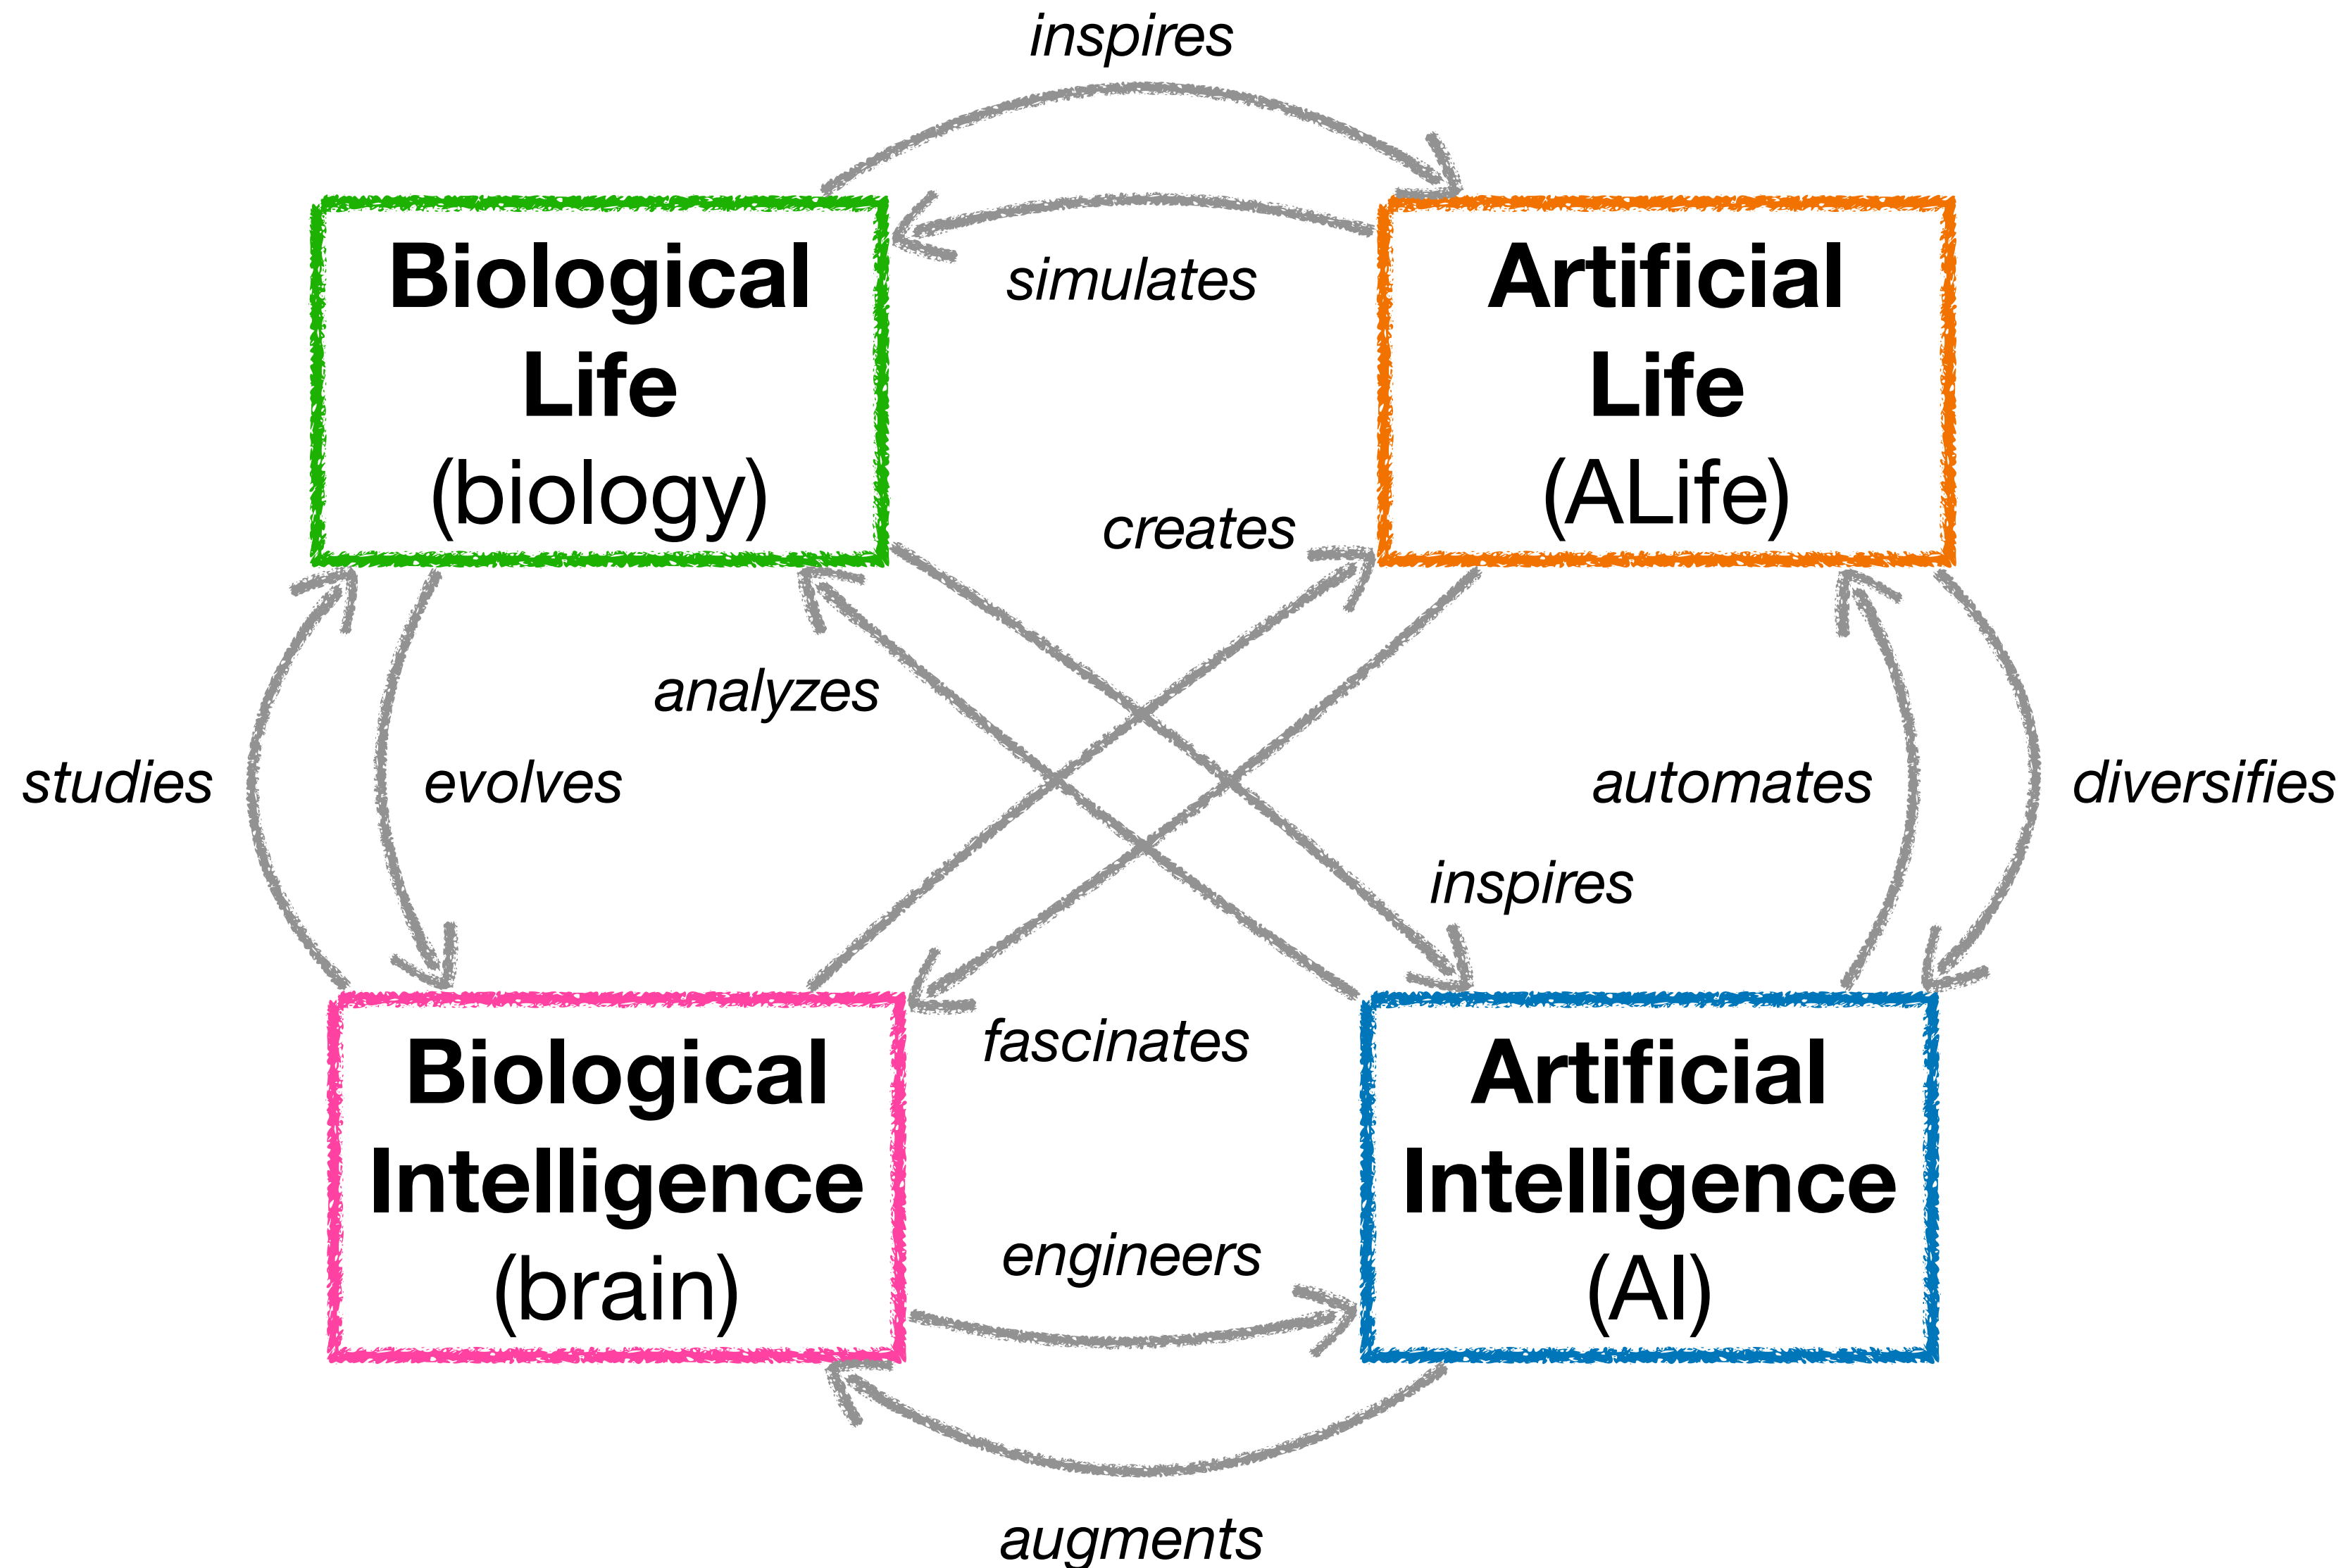 inspires
Biological
Life
(biology)
simulates
Artificial
Life
(ALife)
creates
analyzes
studies
evolves
automates
diversifies
inspires
fascinates
Biological
Intelligence
(brain)
engineers
Artificial
Intelligence
(AI)
augments